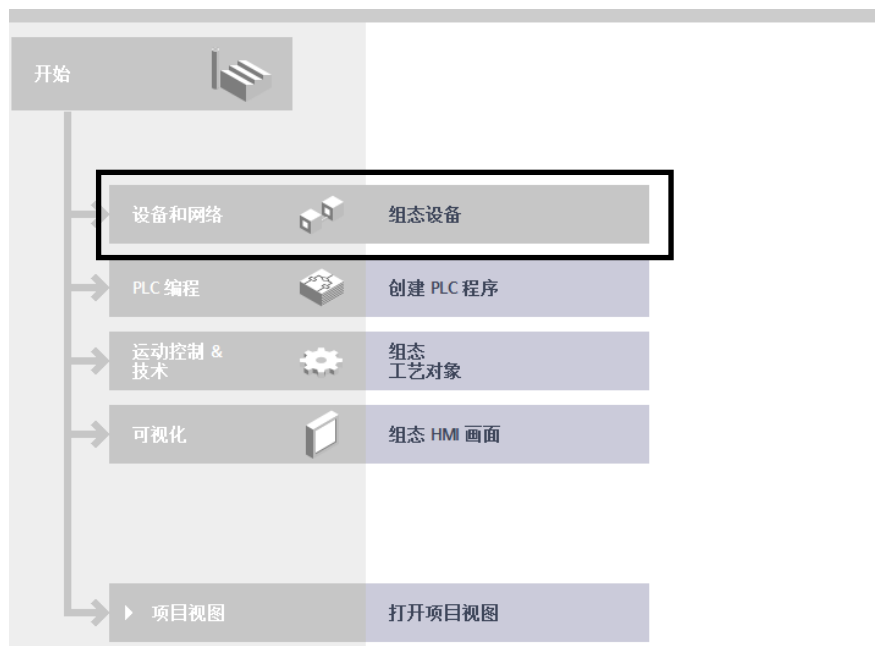 开始
设备和网络 组态设备
PLC 编程 创建 PLC 程序
运动控制 & 组态
技术 工艺对象
可视化 组态 HMI 画面
项目视图 打开项目视图